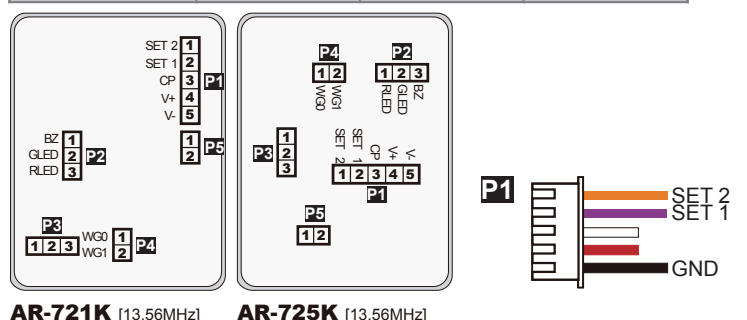 SET 2 1
SET 1 2
CP 3 P1
V+ 4
V- 5
1
2 P5
BZ 1
GLED 2 P2
RLED 3
P3
1 2 3
WG0 1 P4
WG1 2
P4
1 2
WG0 WG1
P2
1 2 3
RLED GLED BZ
P3 1
2
3
SET 2 SET 1 CP V+ V-
1 2 3 4 5
P1
P5
1 2
P1
SET 2
SET 1
GND
AR-721K [13.56MHz]
AR-725K [13.56MHz]